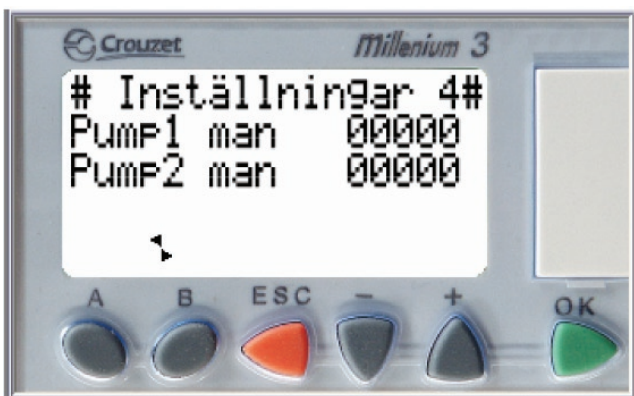 Crouzet Millenium 3
# Inställningar 4#
Pump1 man 00000
Pump2 man 00000
A B ESC - + OK